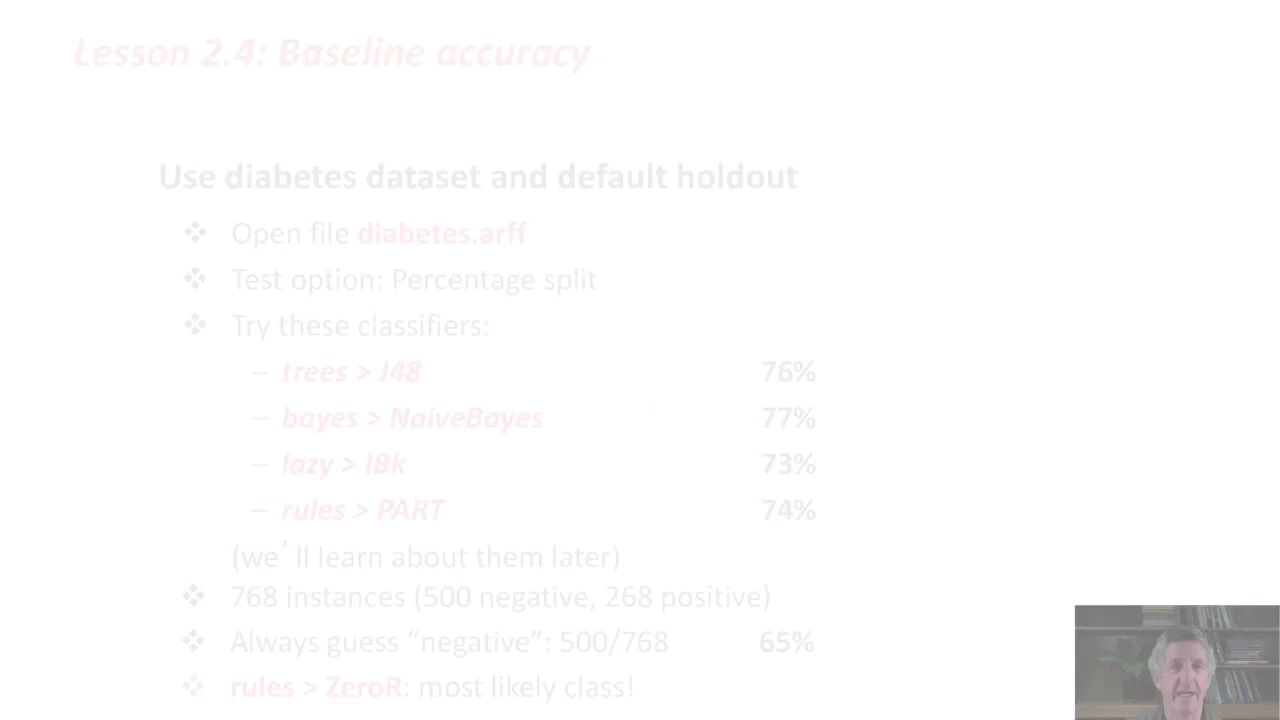 Lesson 2.4: Baseline accuracy
Use diabetes dataset and default holdout
❖ Open file diabetes.arff
❖ Test option: Percentage split
❖ Try these classifiers:
– trees > J48 76%
– bayes > NaiveBayes 77%
– lazy > IBk 73%
– rules > PART 74%
(we’ll learn about them later)
❖ 768 instances (500 negative, 268 positive)
❖ Always guess “negative”: 500/768 65%
❖ rules > ZeroR: most likely class!